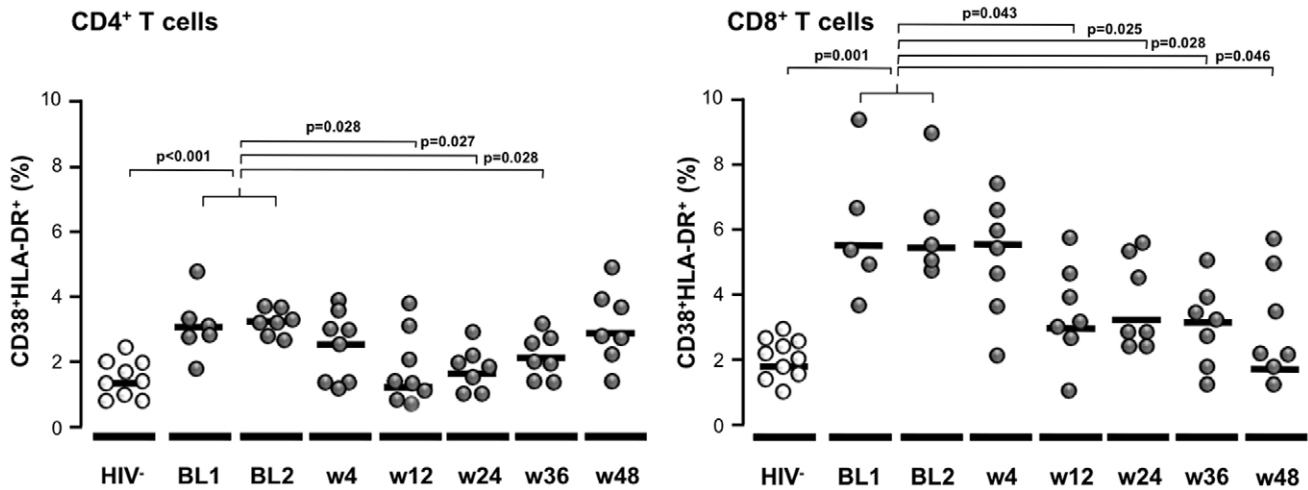 CD4⁺ T cells
p=0.028
p=0.027
p<0.001
p=0.028
CD38⁺HLA-DR⁺ (%)
10
8
6
4
2
0
HIV⁻ BL1 BL2 w4 w12 w24 w36 w48
CD8⁺ T cells
p=0.043
p=0.025
p=0.028
p=0.001
p=0.046
CD38⁺HLA-DR⁺ (%)
10
8
6
4
2
0
HIV⁻ BL1 BL2 w4 w12 w24 w36 w48